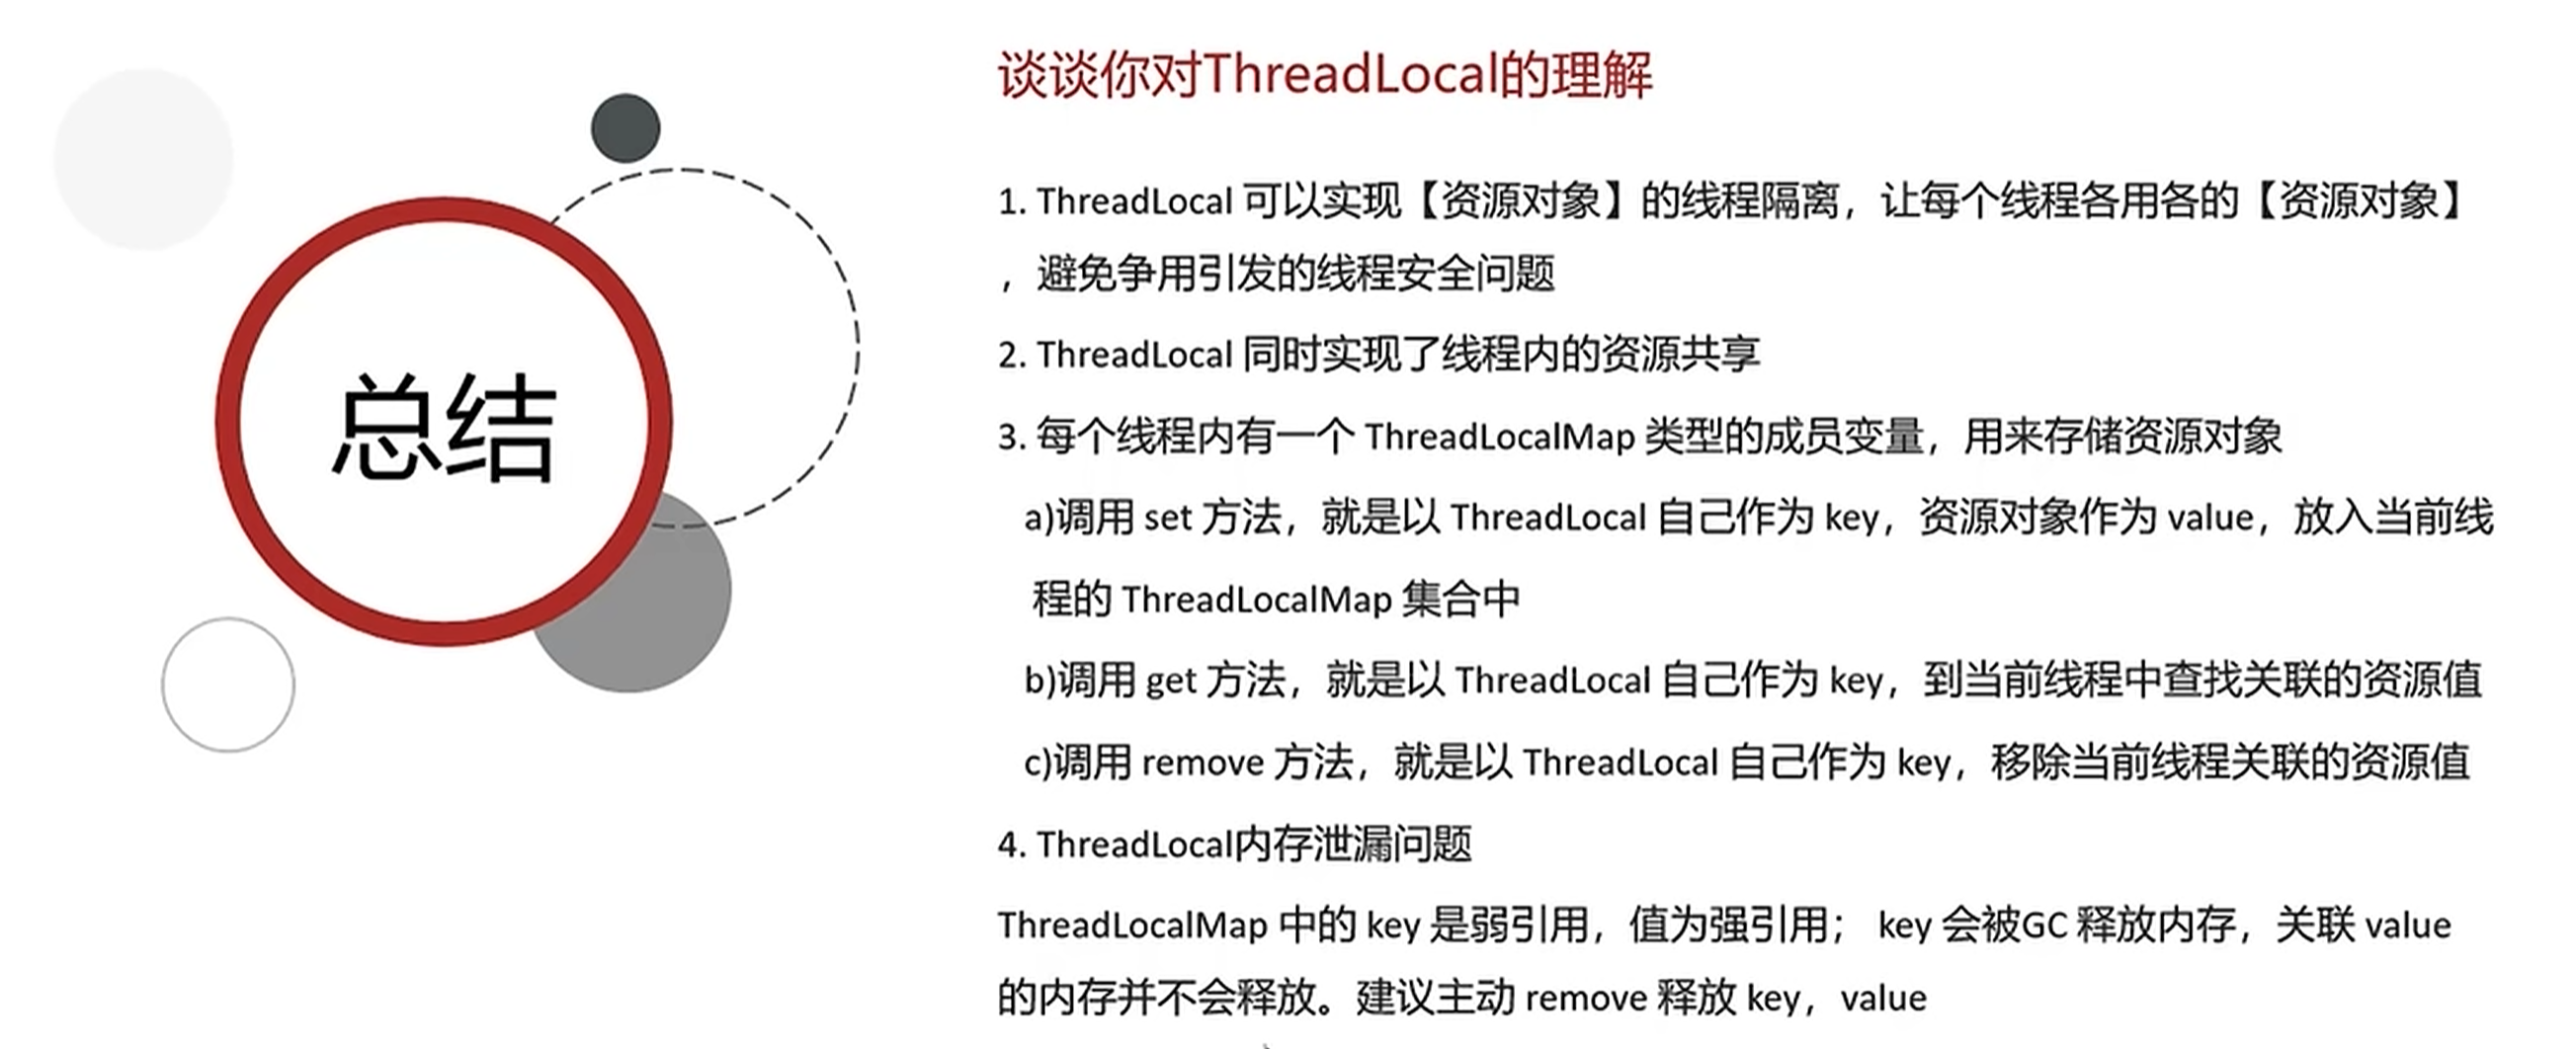 总结
谈谈你对ThreadLocal的理解
1. ThreadLocal 可以实现【资源对象】的线程隔离，让每个线程各用各的【资源对象】
，避免争用引发的线程安全问题
2. ThreadLocal 同时实现了线程内的资源共享
3. 每个线程内有一个 ThreadLocalMap 类型的成员变量，用来存储资源对象
a)调用 set 方法，就是以 ThreadLocal 自己作为 key，资源对象作为 value，放入当前线
程的 ThreadLocalMap 集合中
b)调用 get 方法，就是以 ThreadLocal 自己作为 key，到当前线程中查找关联的资源值
c)调用 remove 方法，就是以 ThreadLocal 自己作为 key，移除当前线程关联的资源值
4. ThreadLocal内存泄漏问题
ThreadLocalMap 中的 key 是弱引用，值为强引用； key 会被GC 释放内存，关联 value
的内存并不会释放。建议主动 remove 释放 key，value